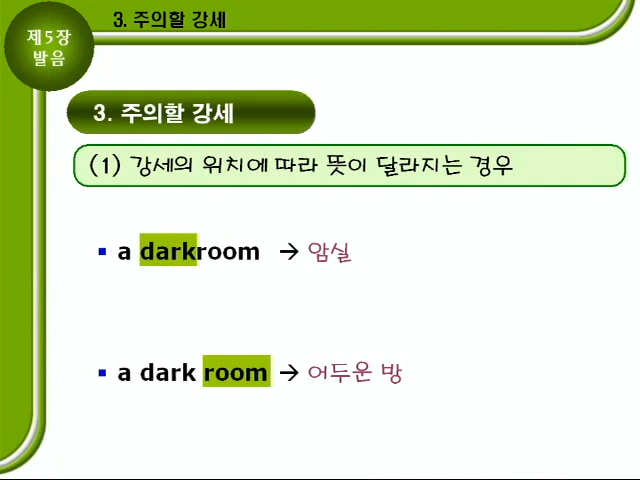 3. 주의할 강세
제5장
발음
3. 주의할 강세
(1) 강세의 위치에 따라 뜻이 달라지는 경우
▪ a darkroom → 암실
▪ a dark room → 어두운 방